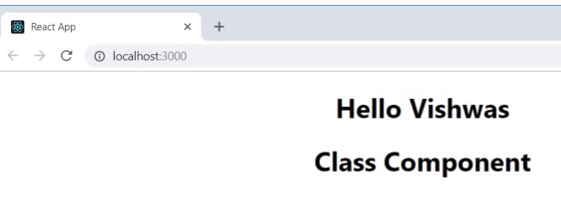 React App
localhost:3000
Hello Vishwas
Class Component